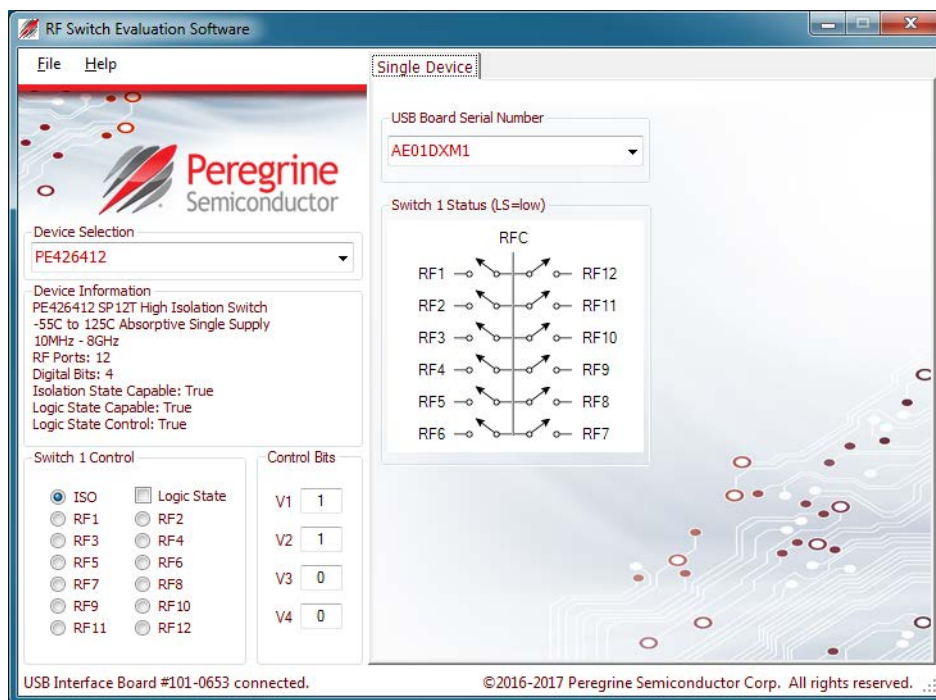 RF Switch Evaluation Software
File Help
Single Device
Peregrine
Semiconductor
Device Selection
PE426412
Device Information
PE426412 SP12T High Isolation Switch
-55C to 125C Absorptive Single Supply
10MHz - 8GHz
RF Ports: 12
Digital Bits: 4
Isolation State Capable: True
Logic State Capable: True
Logic State Control: True
Switch 1 Control
ISO Logic State
RF1 RF2
RF3 RF4
RF5 RF6
RF7 RF8
RF9 RF10
RF11 RF12
Control Bits
V1 1
V2 1
V3 0
V4 0
USB Board Serial Number
AE01DXM1
Switch 1 Status (LS=low)
RFC
RF1 RF12
RF2 RF11
RF3 RF10
RF4 RF9
RF5 RF8
RF6 RF7
USB Interface Board #101-0653 connected.
©2016-2017 Peregrine Semiconductor Corp. All rights reserved.